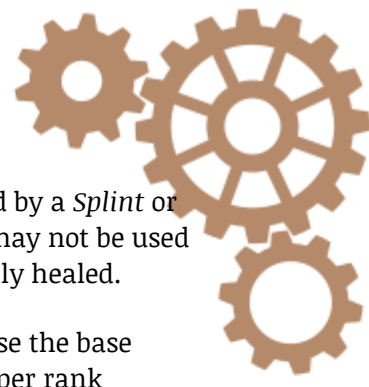 d by a Splint or
may not be used
ly healed.
se the base
per rank